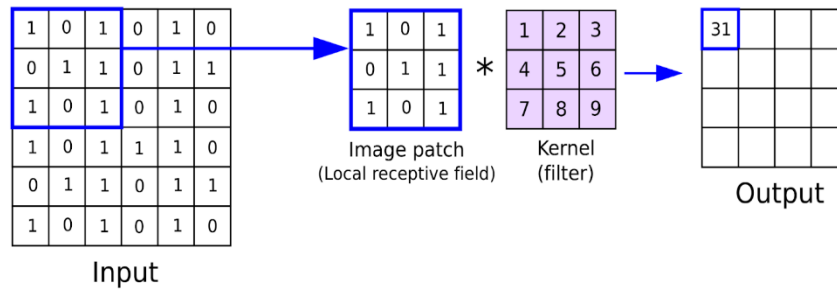 1 0 1 0 1 0
0 1 1 0 1 1
1 0 1 0 1 0
1 0 1 1 1 0
0 1 1 0 1 1
1 0 1 0 1 0
Input
1 0 1
0 1 1
1 0 1
Image patch
(Local receptive field)
*
1 2 3
4 5 6
7 8 9
Kernel
(filter)
31
Output